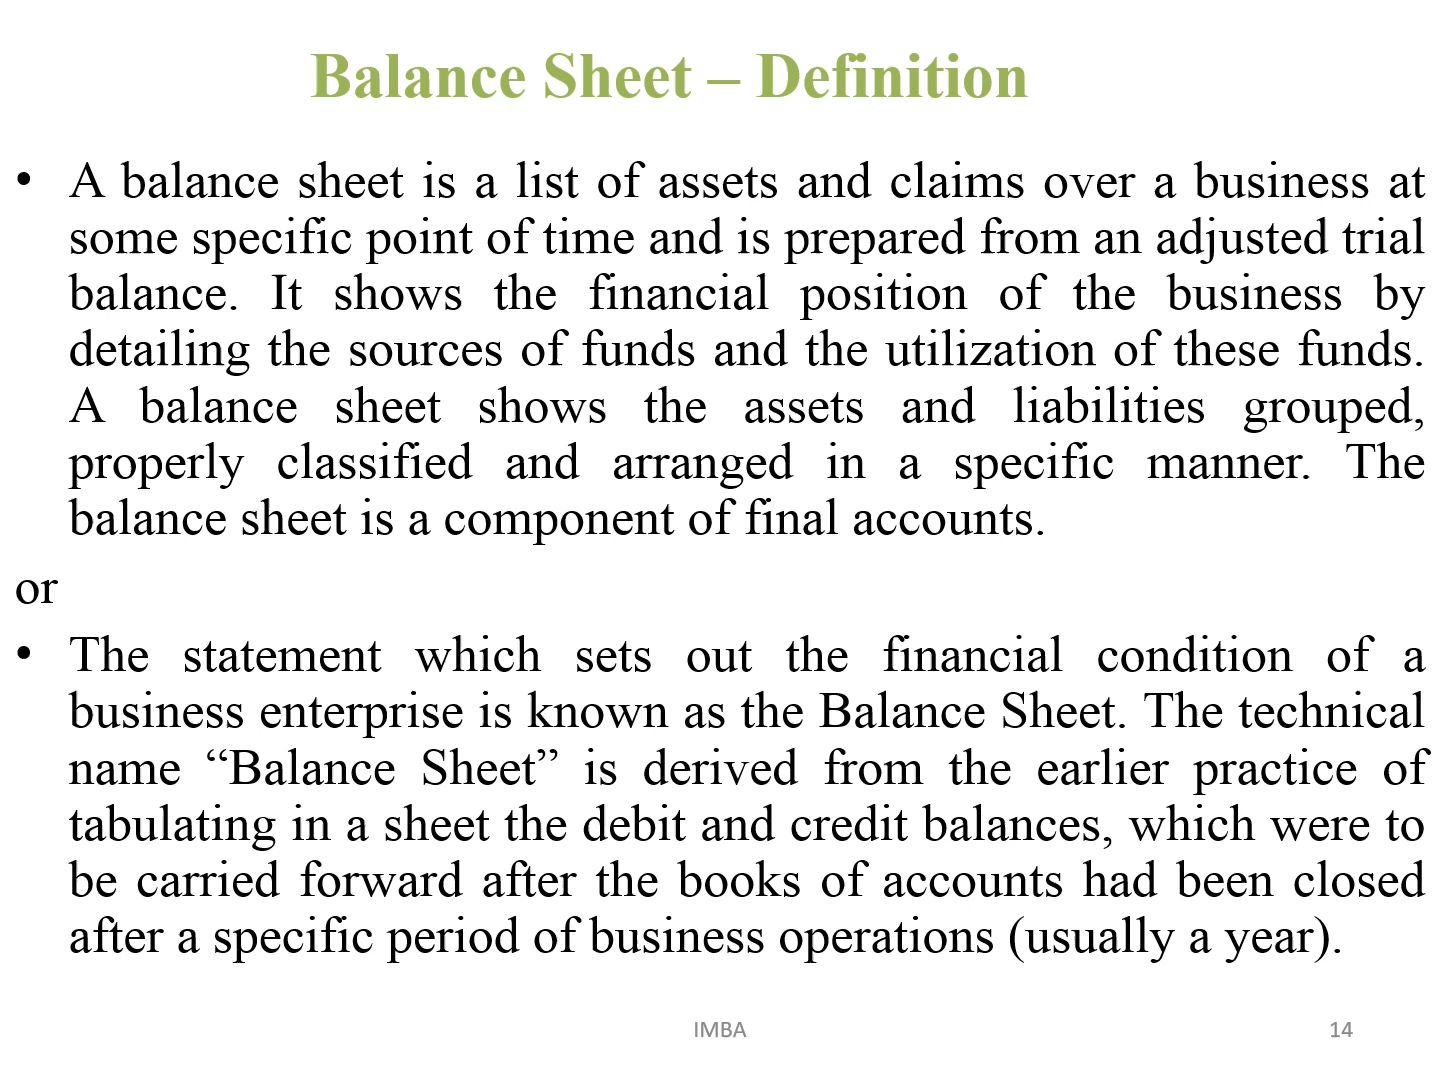 Balance Sheet – Definition
• A balance sheet is a list of assets and claims over a business at
some specific point of time and is prepared from an adjusted trial
balance. It shows the financial position of the business by
detailing the sources of funds and the utilization of these funds.
A balance sheet shows the assets and liabilities grouped,
properly classified and arranged in a specific manner. The
balance sheet is a component of final accounts.
or
• The statement which sets out the financial condition of a
business enterprise is known as the Balance Sheet. The technical
name “Balance Sheet” is derived from the earlier practice of
tabulating in a sheet the debit and credit balances, which were to
be carried forward after the books of accounts had been closed
after a specific period of business operations (usually a year).
IMBA
14